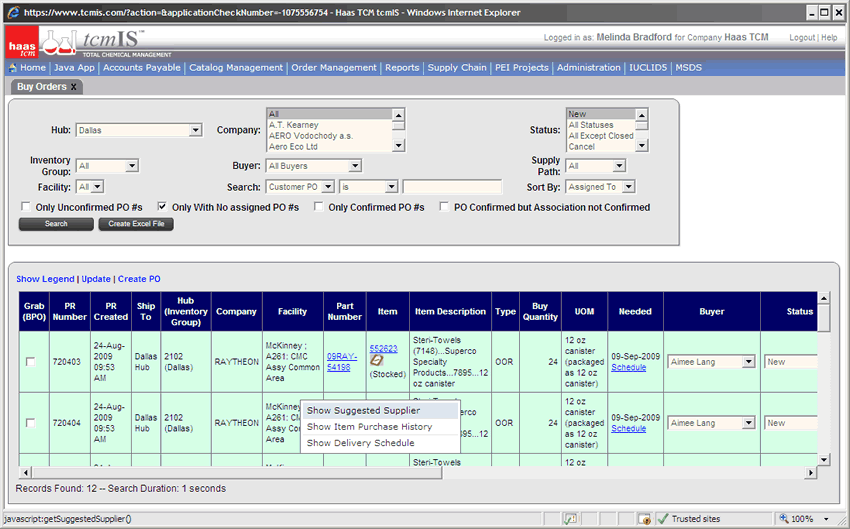 https://www.tcmis.com/?action=&applicationCheckNumber=-1075556754 - Haas TCM tcmIS - Windows Internet Explorer
haas tcm
tcmIS™
TOTAL CHEMICAL MANAGEMENT
Logged in as: Melinda Bradford for Company Haas TCM
Logout | Help
Home | Java App | Accounts Payable | Catalog Management | Order Management | Reports | Supply Chain | PEI Projects | Administration | IUCLID5 | MSDS
Buy Orders x
Hub: Dallas
Company: All
A.T. Kearney
AERO Vodochody a.s.
Aero Eco Ltd
Status: New
All Statuses
All Except Closed
Cancel
Inventory Group: All
Buyer: All Buyers
Supply Path: All
Facility: All
Search: Customer PO is
Sort By: Assigned To
Only Unconfirmed PO #s
Only With No assigned PO #s
Only Confirmed PO #s
PO Confirmed but Association not Confirmed
Search
Create Excel File
Show Legend | Update | Create PO
Grab (BPO) PR Number PR Created Ship To Hub (Inventory Group) Company Facility Part Number Item Item Description Type Buy Quantity UOM Needed Buyer Status
720403 24-Aug-2009 09:53 AM Dallas Hub 2102 (Dallas) RAYTHEON McKinney ; A261: CMC Assy Common Area 09RAY-54198 552623 (Stocked) Steri-Towels (7148)...Superco Specialty Products...7895...12 oz canister OOR 24 12 oz canister (packaged as 12 oz canister) 09-Sep-2009 Schedule Aimee Lang New
720404 24-Aug-2009 09:53 AM Dallas Hub 2102 (Dallas) RAYTHEON McKinney A261: CM Assy Co Area Steri-Towels OOR 24 12 oz canister (packaged as 12 oz canister) 09-Sep-2009 Schedule Aimee Lang New
Show Suggested Supplier
Show Item Purchase History
Show Delivery Schedule
24-Aug-
McKinney ;
Steri-Towels
12 oz
Records Found: 12 -- Search Duration: 1 seconds
javascript:getSuggestedSupplier()
Trusted sites
100%